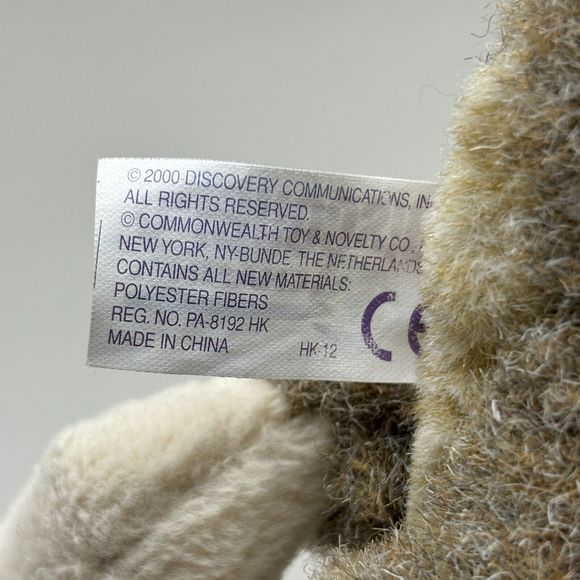 © 2000 DISCOVERY COMMUNICATIONS,
ALL RIGHTS RESERVED.
© COMMONWEALTH TOY & NOVELTY CO.,
NEW YORK, NY-BUNDE THE NETHERLANDS
CONTAINS ALL NEW MATERIALS:
POLYESTER FIBERS
REG. NO. PA-8192 HK
MADE IN CHINA
HK-12
CE